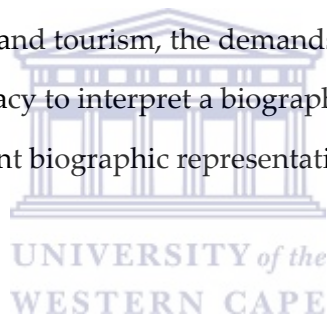 and tourism, the demands
acy to interpret a biograph
nt biographic representati
UNIVERSITY of the
WESTERN CAPE